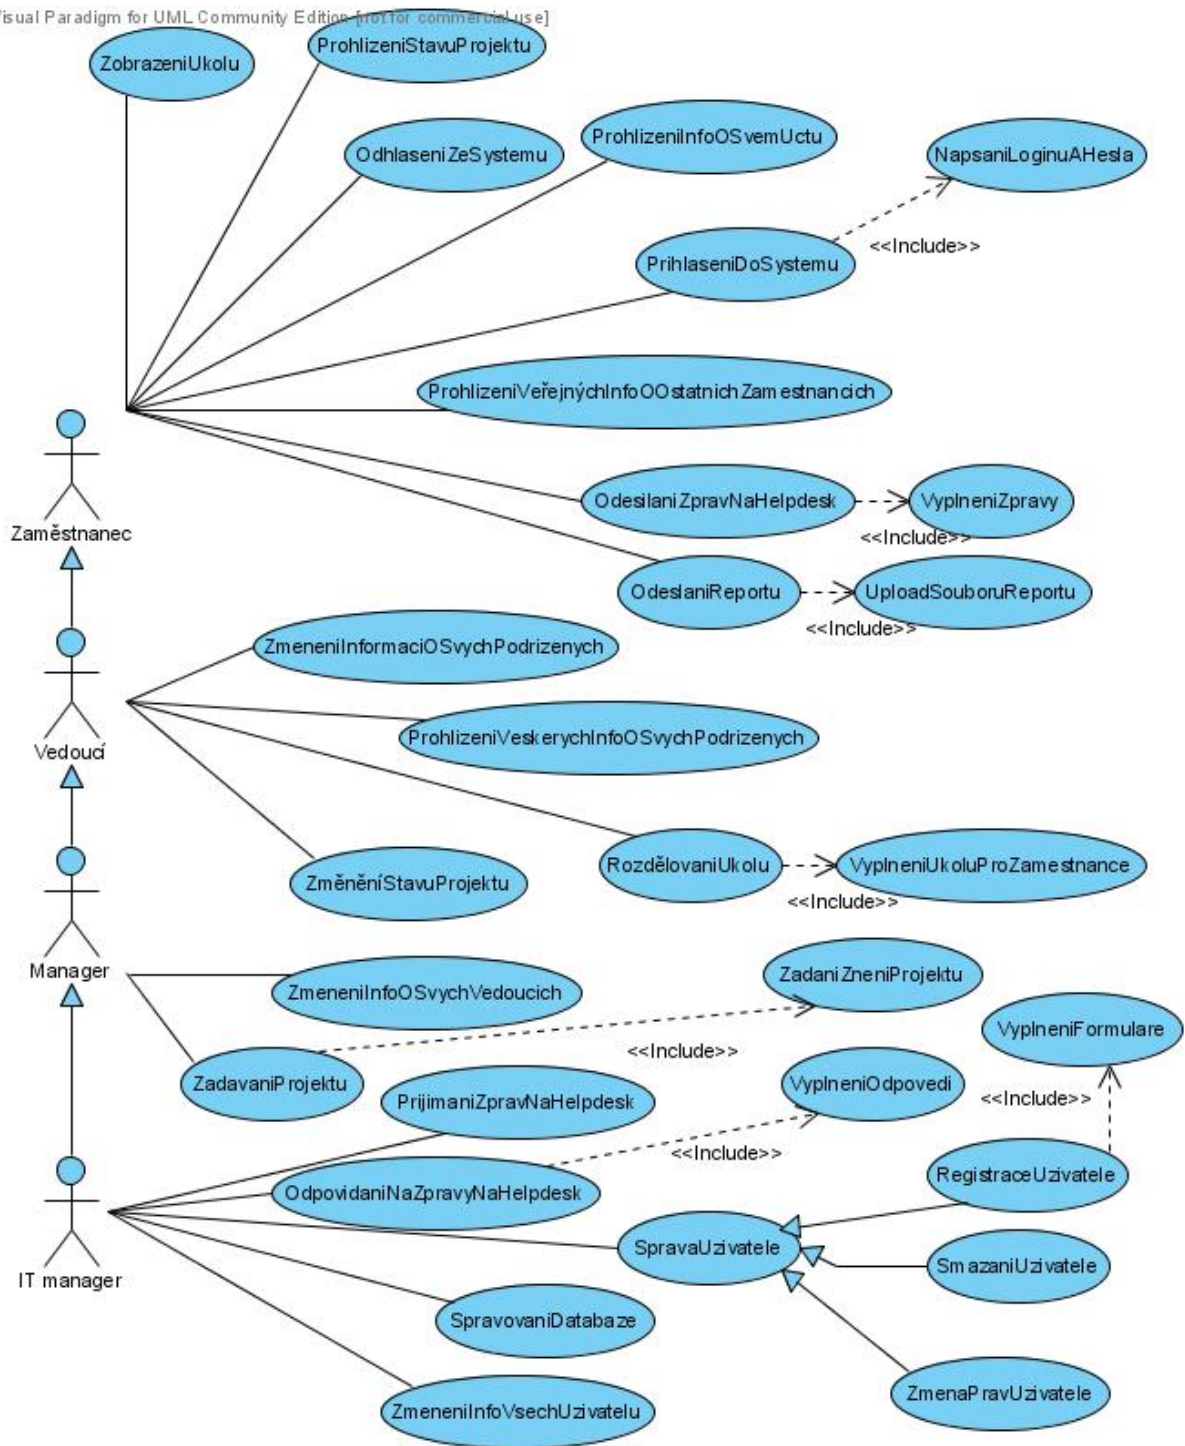 Visual Paradigm for UML Community Edition [not for commercial use]
ProhlizeniStavuProjektu
ZobrazeniUkolu
ProhlizeniInfoOSvemUctu
OdhlaseniZeSystemu
NapsaniLoginuAHesla
<<Include>>
PrihlaseniDoSystemu
ProhlizeniVeřejnýchInfoOOstatnichZamestnancich
OdesilaniZpravNaHelpdesk
VyplneniZpravy
Zaměstnanec
<<Include>>
OdeslaniReportu
UploadSouboruReportu
<<Include>>
ZmeneniInformaciOSvychPodrizenych
ProhlizeniVeskerychInfoOSvychPodrizenych
Vedoucí
RozdělovaniUkolu
VyplneniUkoluProZamestnance
ZměněníStavuProjektu
<<Include>>
Manager
ZadaniZneniProjektu
ZmeneniInfoOSvychVedoucich
VyplneniFormulare
<<Include>>
ZadavaniProjektu
VyplneniOdpovedi
PrijimaniZpravNaHelpdesk
<<Include>>
<<Include>>
RegistraceUzivatele
OdpovidaniNaZpravyNaHelpdesk
SpravaUzivatele
SmazaniUzivatele
IT manager
SpravovaniDatabaze
ZmenaPravUzivatele
ZmeneniInfoVsechUzivatelu